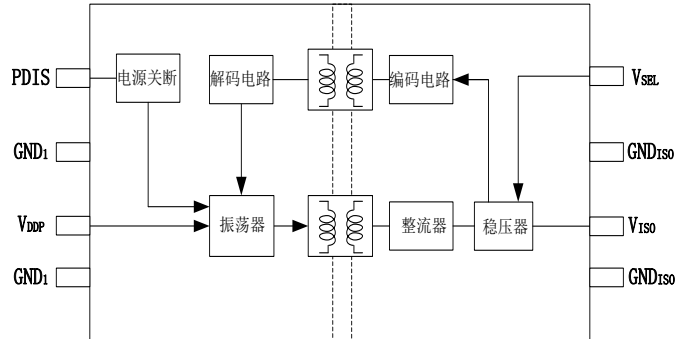 PDIS
电源关断
解码电路
编码电路
VSEL
GND1
GNDISO
VDDP
振荡器
整流器
稳压器
VISO
GND1
GNDISO